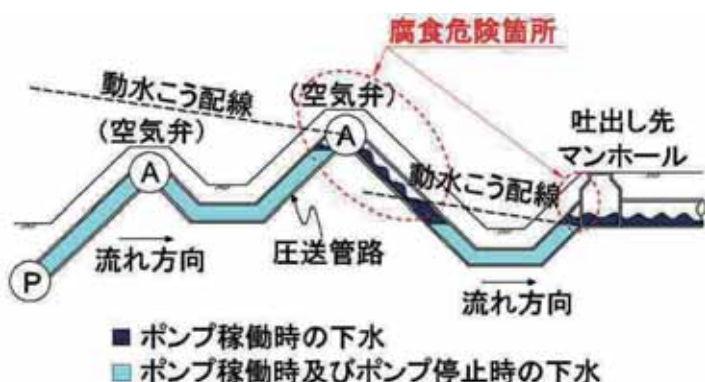 腐食危険箇所
動水こう配線
(空気弁)
(空気弁)
吐出し先
マンホール
A
A
動水こう配線
流れ方向
圧送管路
P
流れ方向
ポンプ稼働時の下水
ポンプ稼働時及びポンプ停止時の下水